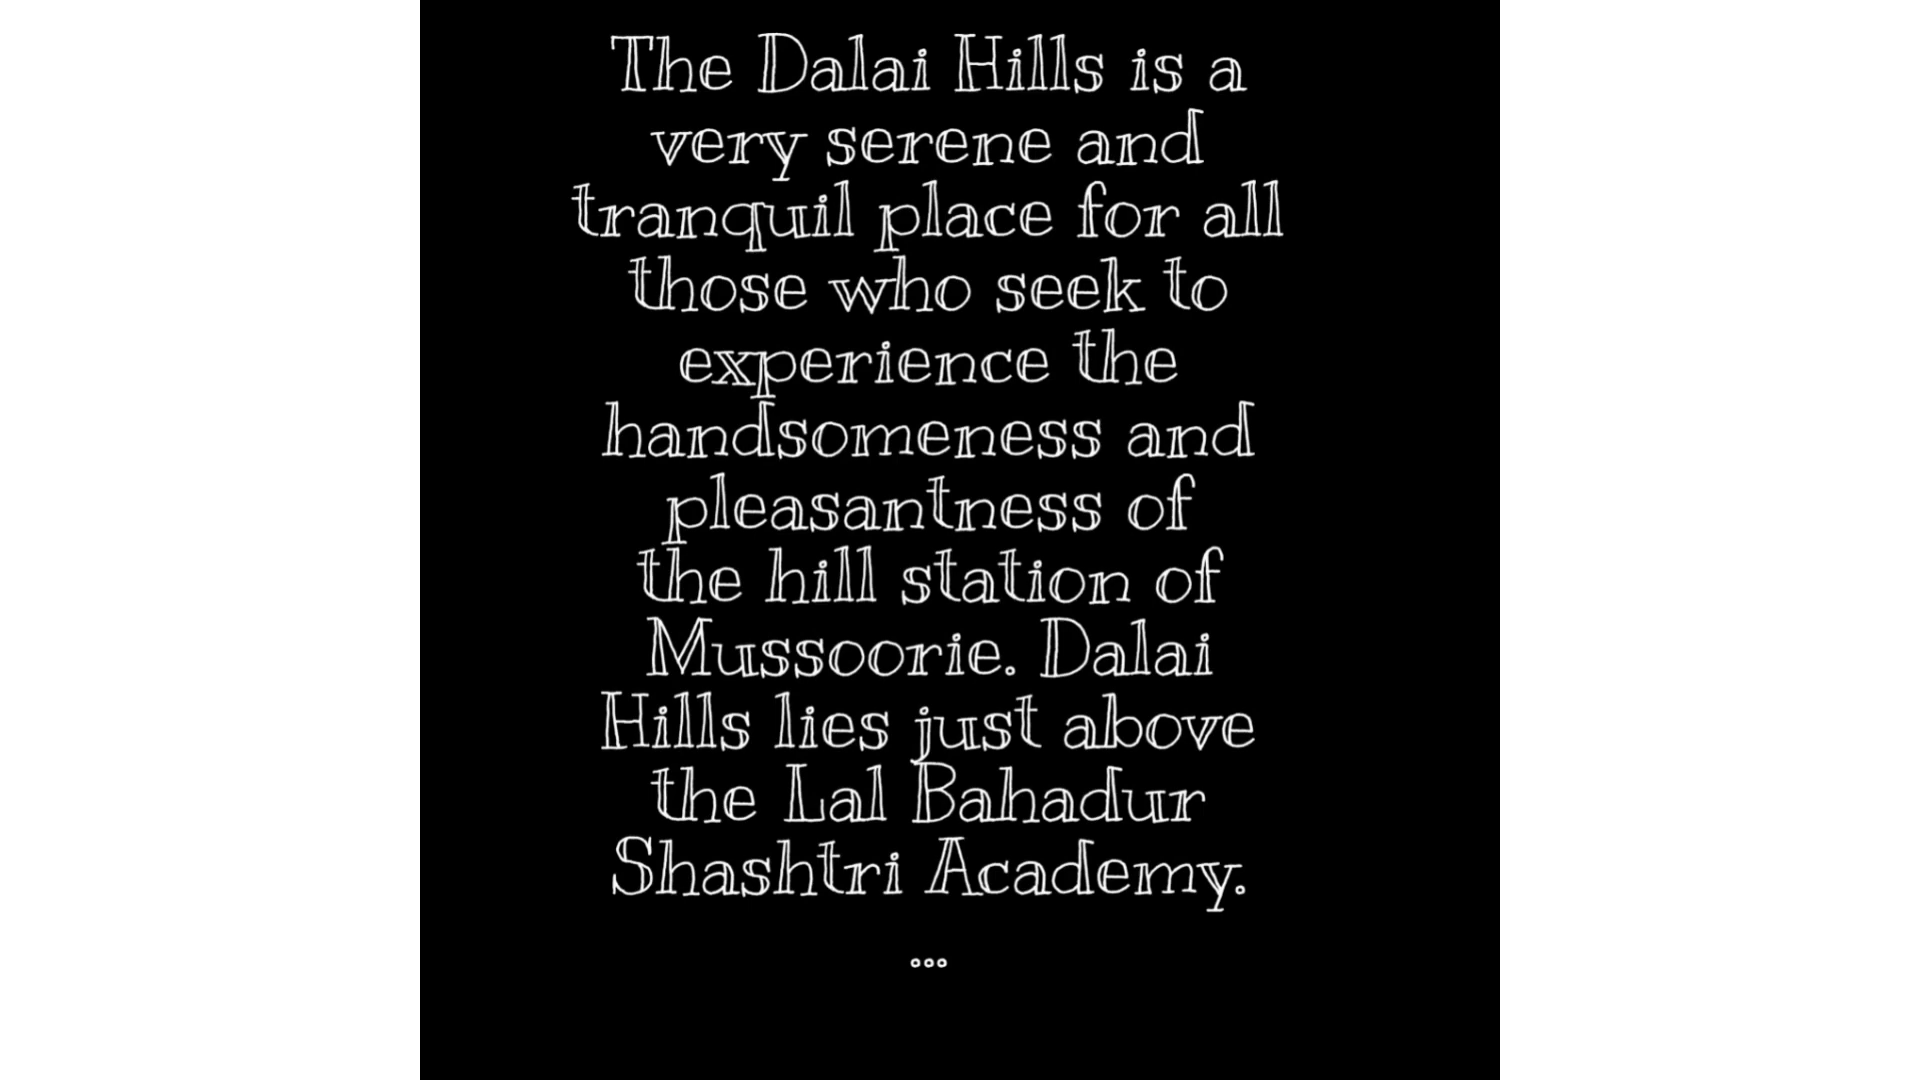 The Dalai Hills is a
very serene and
tranquil place for all
those who seek to
experience the
handsomeness and
pleasantness of
the hill station of
Mussoorie. Dalai
Hills lies just above
the Lal Bahadur
Shashtri Academy.
...